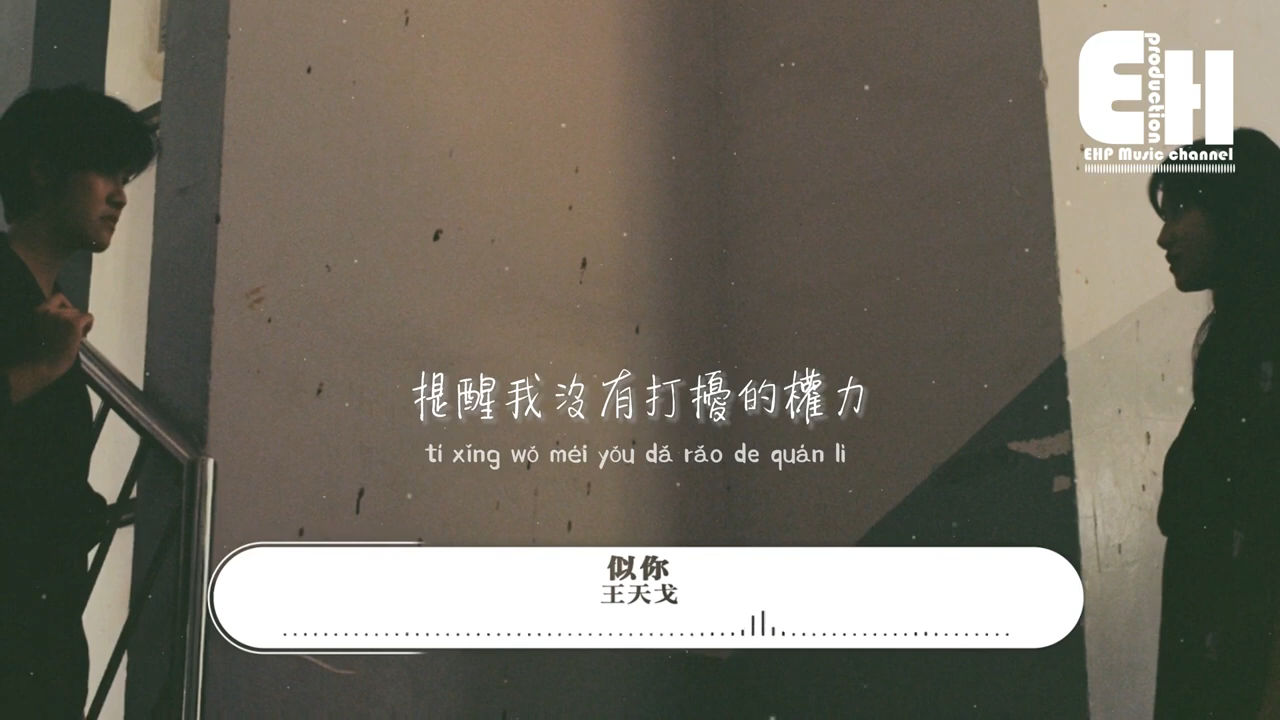 EH
production
EHP Music channel
提醒我沒有打擾的權力
tí xǐng wǒ méi yǒu dǎ rǎo de quán lì
似你
王天戈